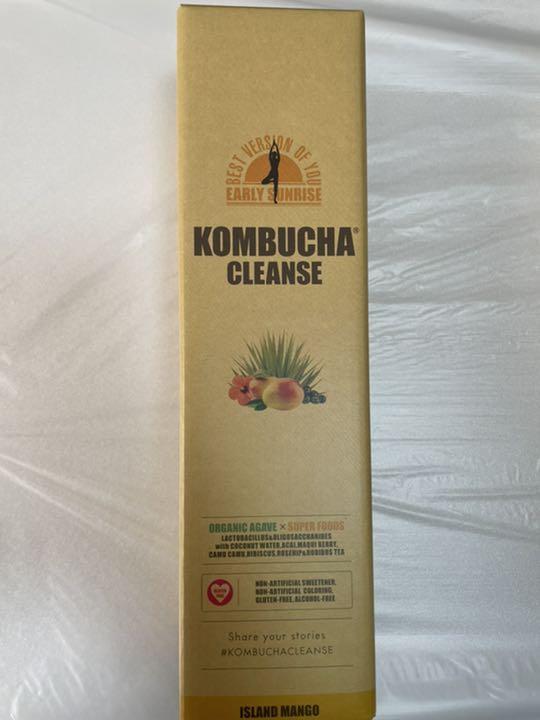 BEST VERSION OF YOU
EARLY SUNRISE
KOMBUCHA®
CLEANSE
ORGANIC AGAVE × SUPER FOODS
LACTOBACILLUS&OLIGOSACCHARIDES
with COCONUT WATER,ACAI,MAQUI BERRY,
CAMU CAMU,HIBISCUS,ROSEHIP&ROOIBOS TEA
GLUTEN
FREE
NON-ARTIFICIAL SWEETENER,
NON-ARTIFICIAL COLORING,
GLUTEN-FREE, ALCOHOL-FREE
Share your stories
#KOMBUCHACLEANSE
ISLAND MANGO